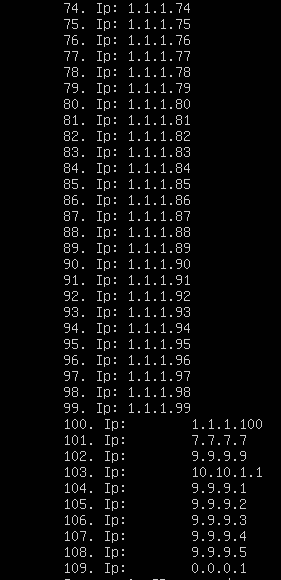 74. Ip: 1.1.1.74
75. Ip: 1.1.1.75
76. Ip: 1.1.1.76
77. Ip: 1.1.1.77
78. Ip: 1.1.1.78
79. Ip: 1.1.1.79
80. Ip: 1.1.1.80
81. Ip: 1.1.1.81
82. Ip: 1.1.1.82
83. Ip: 1.1.1.83
84. Ip: 1.1.1.84
85. Ip: 1.1.1.85
86. Ip: 1.1.1.86
87. Ip: 1.1.1.87
88. Ip: 1.1.1.88
89. Ip: 1.1.1.89
90. Ip: 1.1.1.90
91. Ip: 1.1.1.91
92. Ip: 1.1.1.92
93. Ip: 1.1.1.93
94. Ip: 1.1.1.94
95. Ip: 1.1.1.95
96. Ip: 1.1.1.96
97. Ip: 1.1.1.97
98. Ip: 1.1.1.98
99. Ip: 1.1.1.99
100. Ip: 1.1.1.100
101. Ip: 7.7.7.7
102. Ip: 9.9.9.9
103. Ip: 10.10.1.1
104. Ip: 9.9.9.1
105. Ip: 9.9.9.2
106. Ip: 9.9.9.3
107. Ip: 9.9.9.4
108. Ip: 9.9.9.5
109. Ip: 0.0.0.1